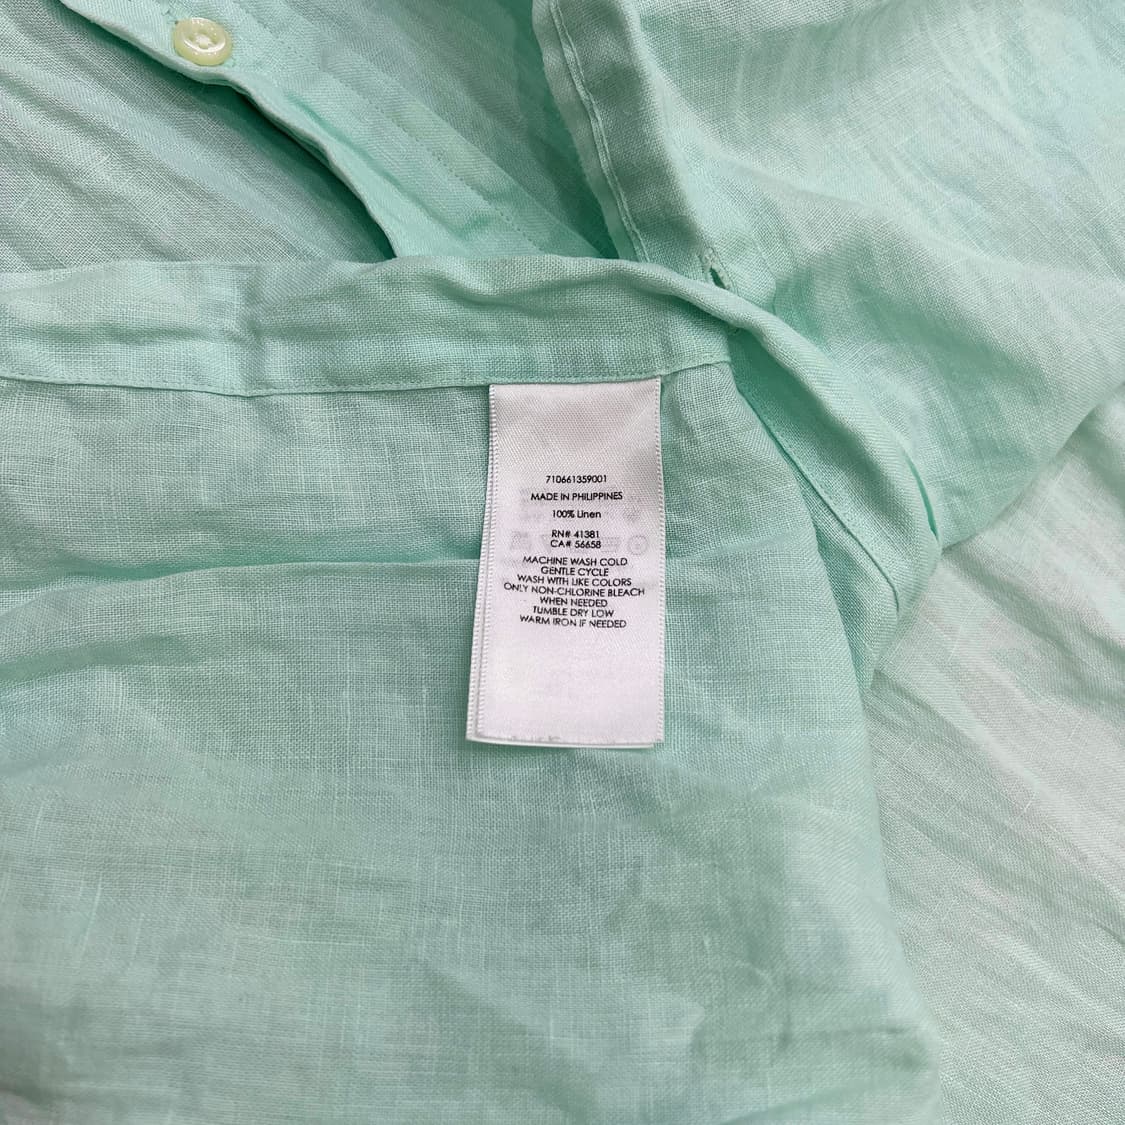 710661359001
MADE IN PHILIPPINES
100% Linen
RN# 41381
CA# 56658
MACHINE WASH COLD
GENTLE CYCLE
WASH WITH LIKE COLORS
ONLY NON-CHLORINE BLEACH
WHEN NEEDED
TUMBLE DRY LOW
WARM IRON IF NEEDED